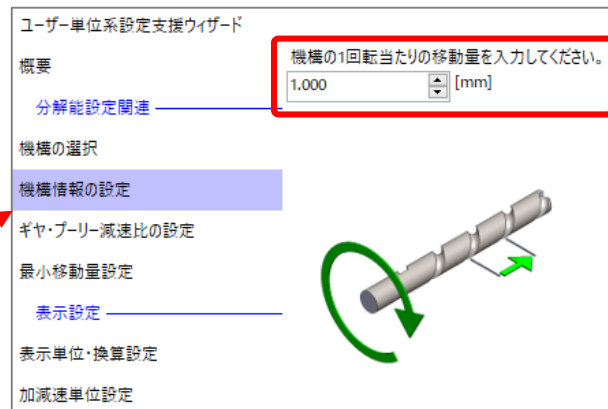 ユーザー単位系設定支援ウィザード
概要
分解能設定関連
機構の選択
機構情報の設定
ギヤ・プーリー減速比の設定
最小移動量設定
表示設定
表示単位・換算設定
加減速単位設定
機構の1回転当たりの移動量を入力してください。
1.000 [mm]